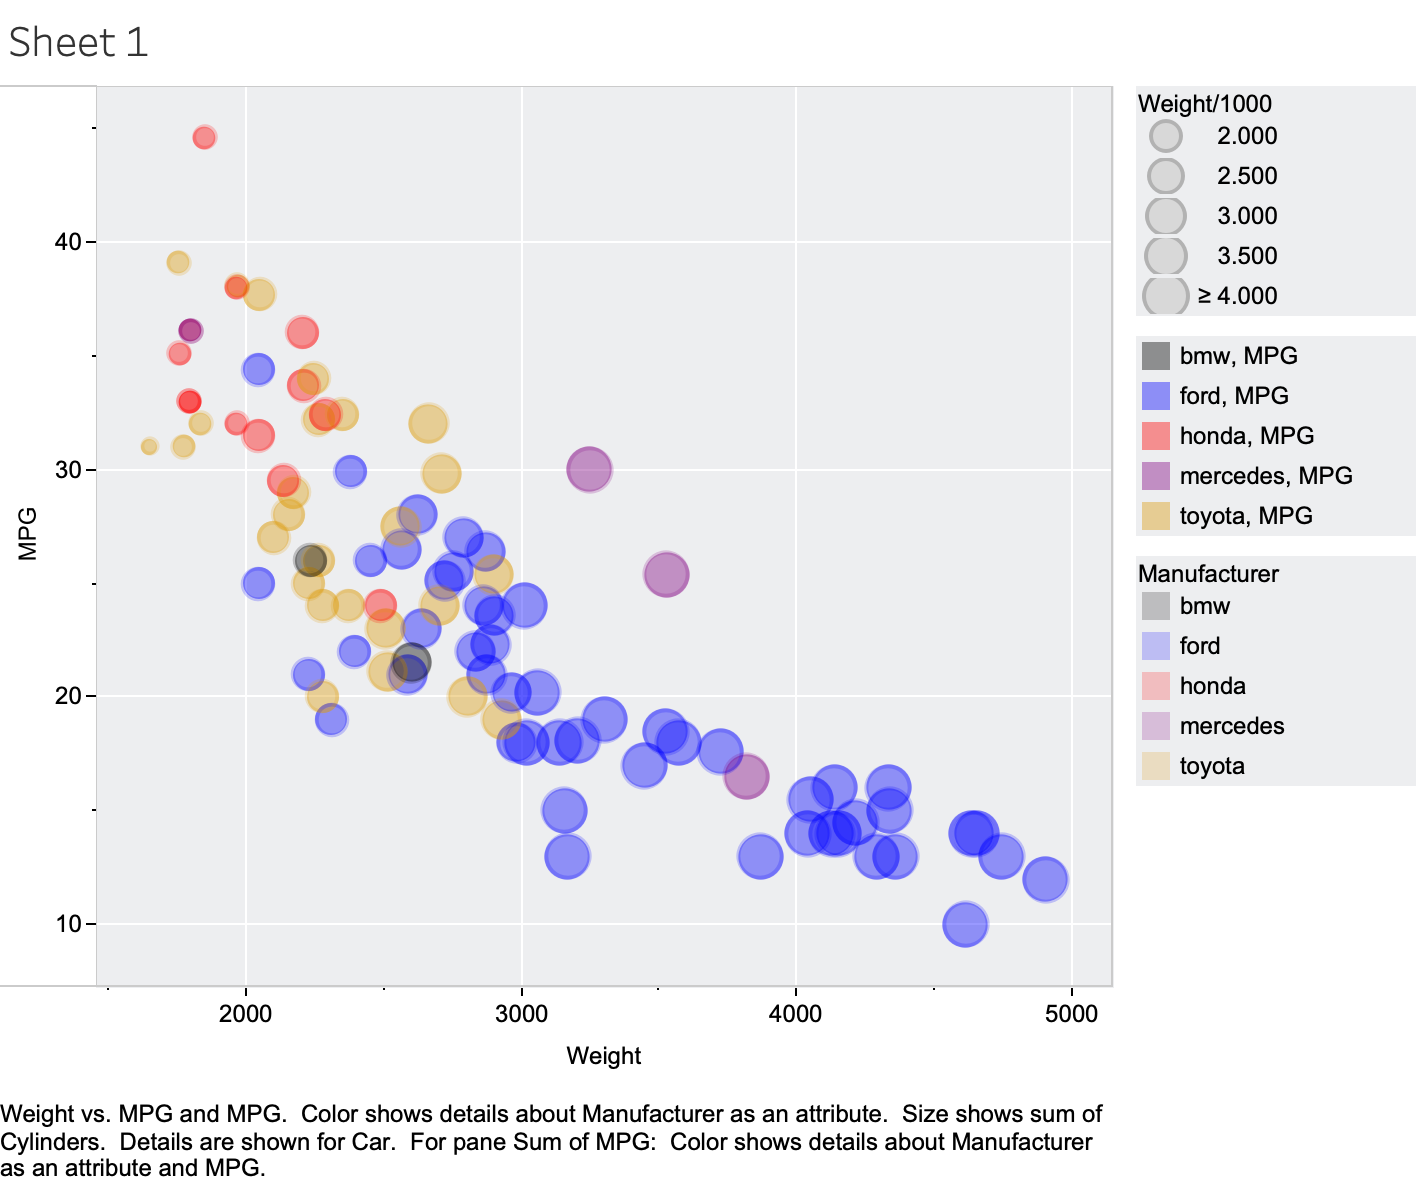 Sheet 1
Weight/1000
2.000
2.500
3.000
3.500
≥ 4.000
bmw, MPG
ford, MPG
honda, MPG
mercedes, MPG
toyota, MPG
Manufacturer
bmw
ford
honda
mercedes
toyota
40
30
20
10
MPG
2000 3000 4000 5000
Weight
Weight vs. MPG and MPG.  Color shows details about Manufacturer as an attribute.  Size shows sum of
Cylinders.  Details are shown for Car.  For pane Sum of MPG:  Color shows details about Manufacturer
as an attribute and MPG.